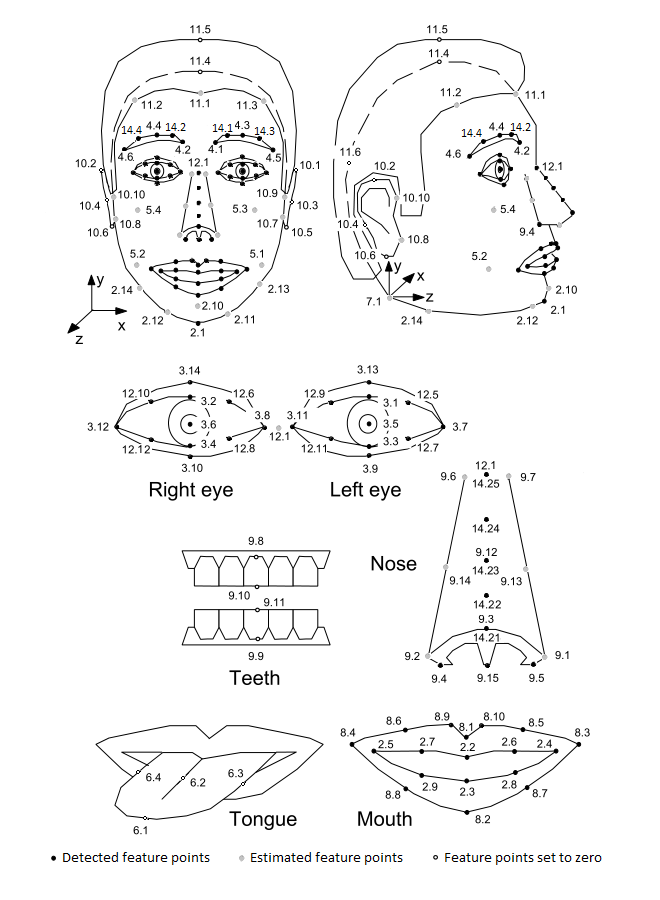 11.5 11.5
11.4 11.4
11.2 11.1 11.3 11.2 11.1
14.4 4.4 14.2 14.1 4.3 14.3 14.4 4.4 14.2
4.6 4.2 4.1 4.5 11.6 4.6 4.2
10.2 12.1 10.1 10.2 12.1
10.10 10.9 10.10
10.4 5.4 5.3 10.3 5.4
10.6 10.8 10.7 10.5 10.4 10.8 9.4
5.2 5.1 10.6 5.2
y 2.14 2.13 y x 2.10
x 2.12 2.10 2.11 7.1 z 2.14 2.12 2.1
z 2.1
3.14 3.13
12.10 12.6 12.9 12.5
3.2 3.8 3.11 3.1
3.12 3.6 12.1 3.5 3.7
3.4 3.3
12.12 12.8 12.11 12.7
3.10 3.9
Right eye Left eye
12.1
9.6 14.25 9.7
14.24
9.8
Nose 9.12
14.23
9.14 9.13
9.10 9.11
14.22
9.3
14.21
9.9 9.2 9.1
Teeth 9.4 9.15 9.5
8.9 8.1 8.10
8.6 8.5
8.4 8.3
2.5 2.7 2.2 2.6 2.4
6.4 6.2 6.3
2.9 2.3 2.8
8.8 8.7
6.1 8.2
Tongue Mouth
Detected feature points Estimated feature points Feature points set to zero